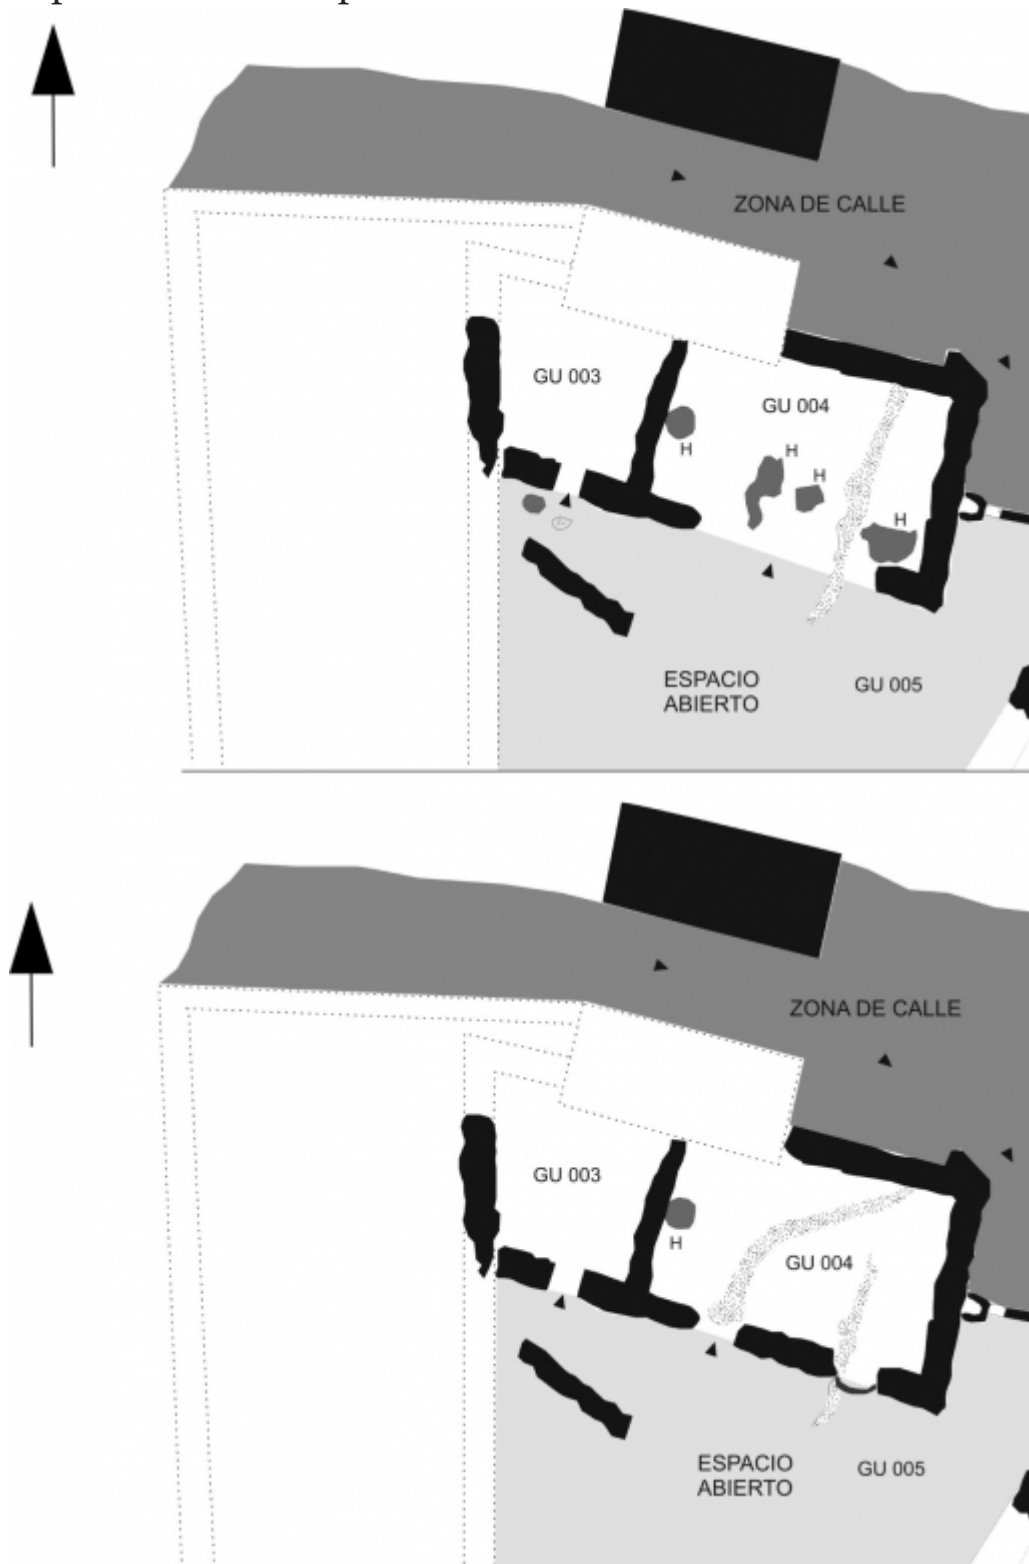 ZONA DE CALLE
GU 003
GU 004
H
H
H
H
ESPACIO
ABIERTO
GU 005
ZONA DE CALLE
GU 003
H
GU 004
ESPACIO
ABIERTO
GU 005